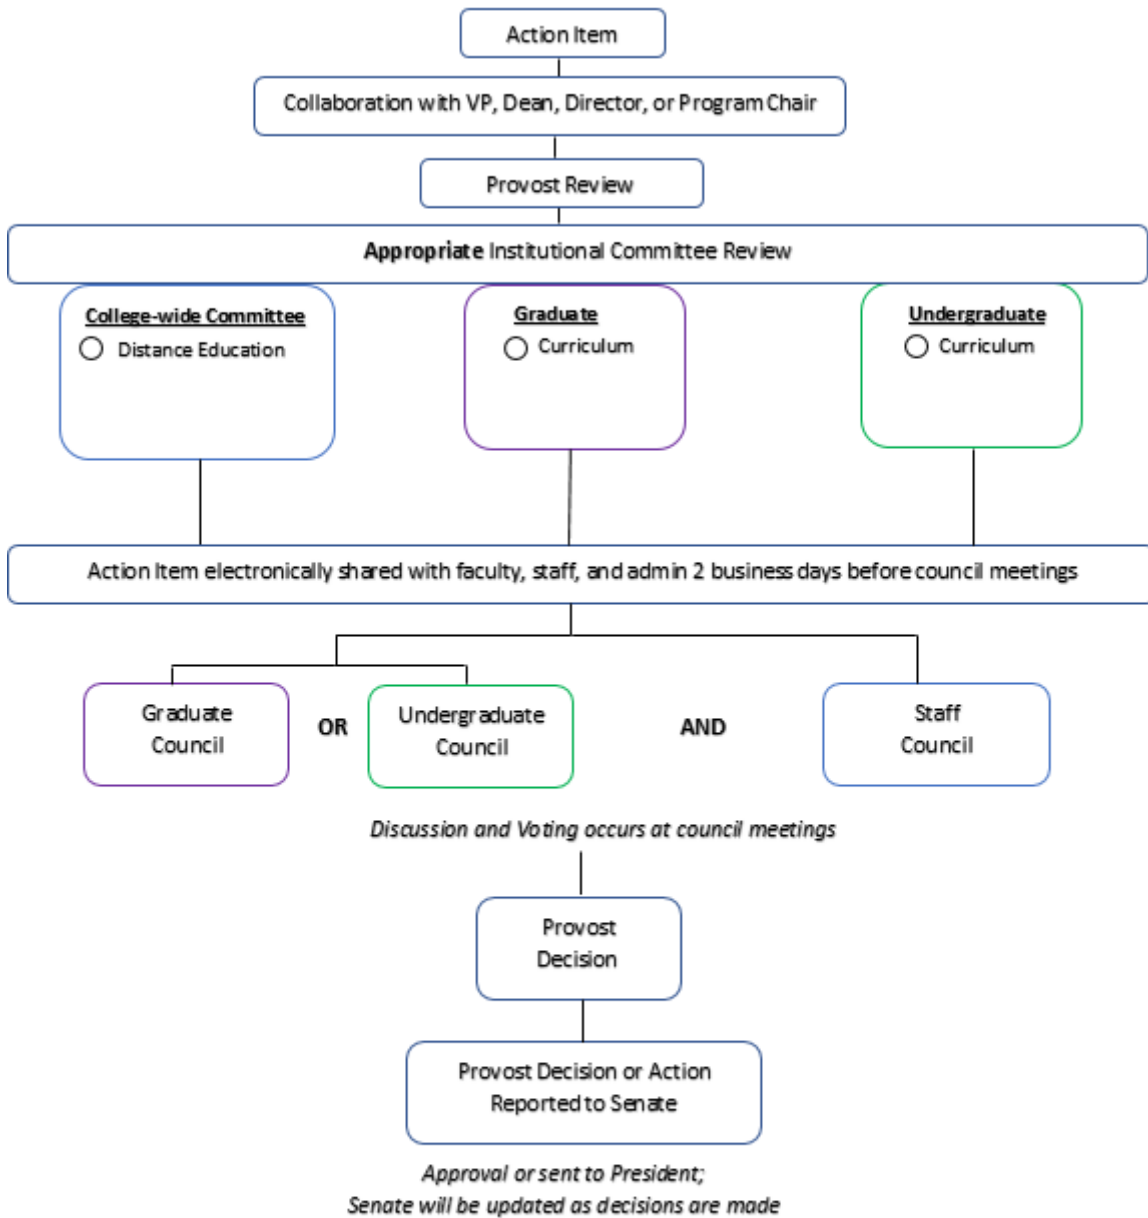 Action Item
Collaboration with VP, Dean, Director, or Program Chair
Provost Review
Appropriate Institutional Committee Review
College-wide Committee
Distance Education
Graduate
Curriculum
Undergraduate
Curriculum
Action Item electronically shared with faculty, staff, and admin 2 business days before council meetings
Graduate
Council
OR
Undergraduate
Council
AND
Staff
Council
Discussion and Voting occurs at council meetings
Provost
Decision
Provost Decision or Action
Reported to Senate
Approval or sent to President;
Senate will be updated as decisions are made